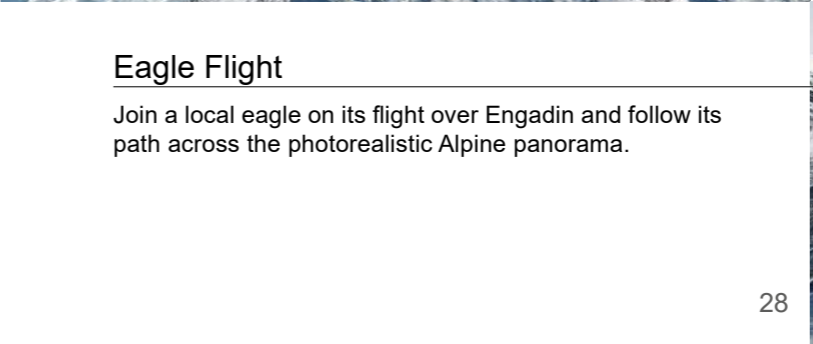 Eagle Flight
Join a local eagle on its flight over Engadin and follow its
path across the photorealistic Alpine panorama.
28